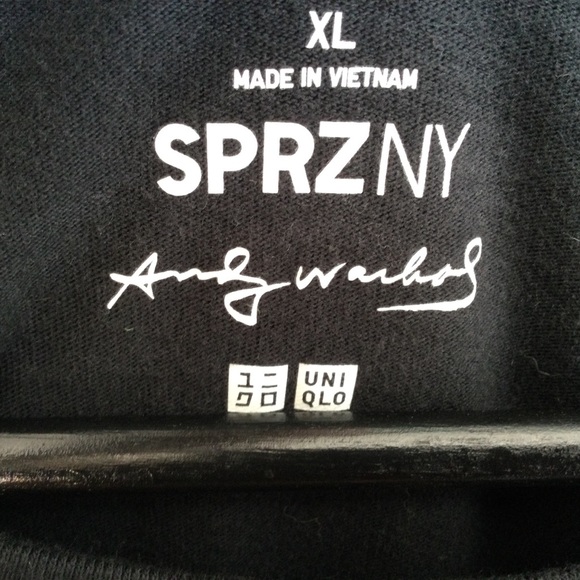 XL
MADE IN VIETNAM
SPRZNY
Andy Warhol
ユニ UNI
クロ QLO